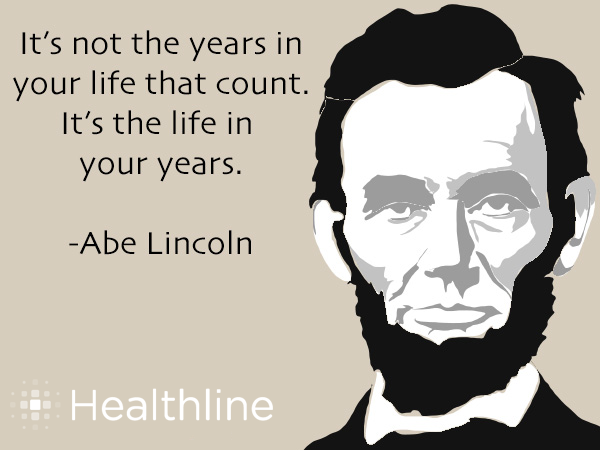 It’s not the years in
your life that count.
It’s the life in
your years.
-Abe Lincoln
Healthline